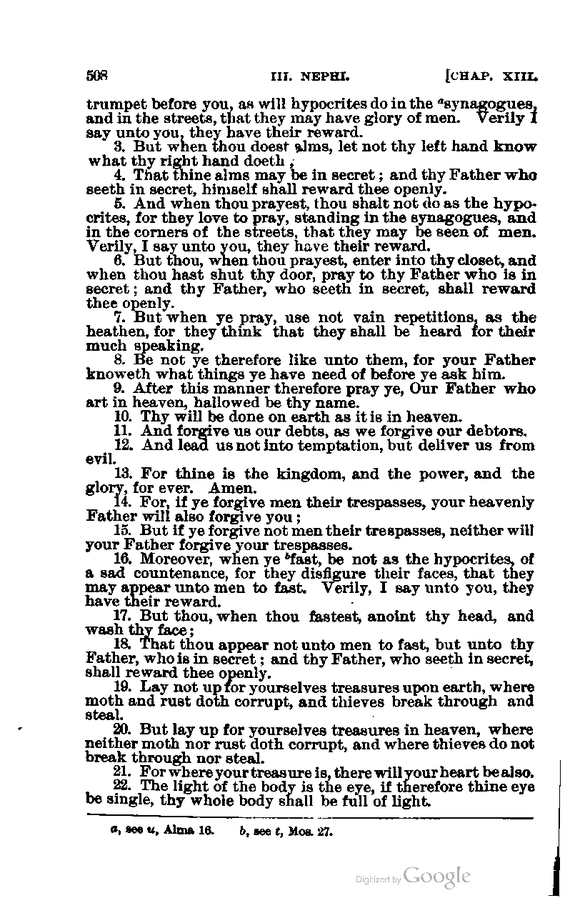 508 III. NEPHI. [CHAP. XIII.
trumpet before you, as will hypocrites do in the ᵃsynagogues,
and in the streets, that they may have glory of men. Verily I
say unto you, they have their reward.
3. But when thou doest alms, let not thy left hand know
what thy right hand doeth;
4. That thine alms may be in secret; and thy Father who
seeth in secret, himself shall reward thee openly.
5. And when thou prayest, thou shalt not do as the hypo-
crites, for they love to pray, standing in the synagogues, and
in the corners of the streets, that they may be seen of men.
Verily, I say unto you, they have their reward.
6. But thou, when thou prayest, enter into thy closet, and
when thou hast shut thy door, pray to thy Father who is in
secret; and thy Father, who seeth in secret, shall reward
thee openly.
7. But when ye pray, use not vain repetitions, as the
heathen, for they think that they shall be heard for their
much speaking.
8. Be not ye therefore like unto them, for your Father
knoweth what things ye have need of before ye ask him.
9. After this manner therefore pray ye, Our Father who
art in heaven, hallowed be thy name.
10. Thy will be done on earth as it is in heaven.
11. And forgive us our debts, as we forgive our debtors.
12. And lead us not into temptation, but deliver us from
evil.
13. For thine is the kingdom, and the power, and the
glory, for ever. Amen.
14. For, if ye forgive men their trespasses, your heavenly
Father will also forgive you;
15. But if ye forgive not men their trespasses, neither will
your Father forgive your trespasses.
16. Moreover, when ye ᵇfast, be not as the hypocrites, of
a sad countenance, for they disfigure their faces, that they
may appear unto men to fast. Verily, I say unto you, they
have their reward.
17. But thou, when thou fastest, anoint thy head, and
wash thy face;
18. That thou appear not unto men to fast, but unto thy
Father, who is in secret; and thy Father, who seeth in secret,
shall reward thee openly.
19. Lay not up for yourselves treasures upon earth, where
moth and rust doth corrupt, and thieves break through and
steal.
20. But lay up for yourselves treasures in heaven, where
neither moth nor rust doth corrupt, and where thieves do not
break through nor steal.
21. For where your treasure is, there will your heart be also.
22. The light of the body is the eye, if therefore thine eye
be single, thy whole body shall be full of light.
a, see u, Alma 16. b, see t, Mos. 27.
Digitized by Google